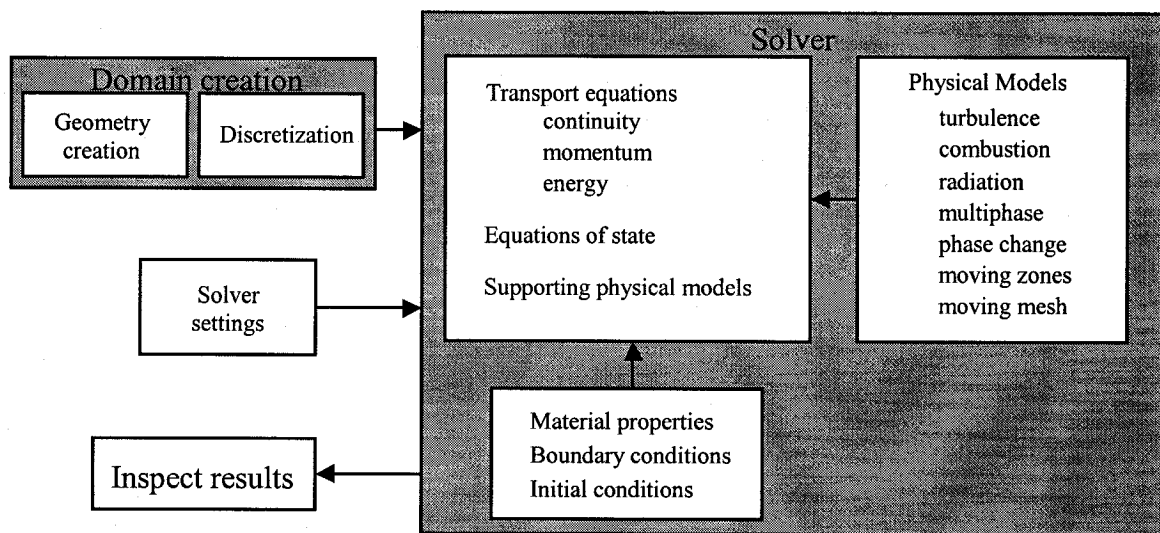 Domain creation
Geometry
creation
Discretization
Solver
settings
Inspect results
Solver
Transport equations
continuity
momentum
energy
Equations of state
Supporting physical models
Physical Models
turbulence
combustion
radiation
multiphase
phase change
moving zones
moving mesh
Material properties
Boundary conditions
Initial conditions